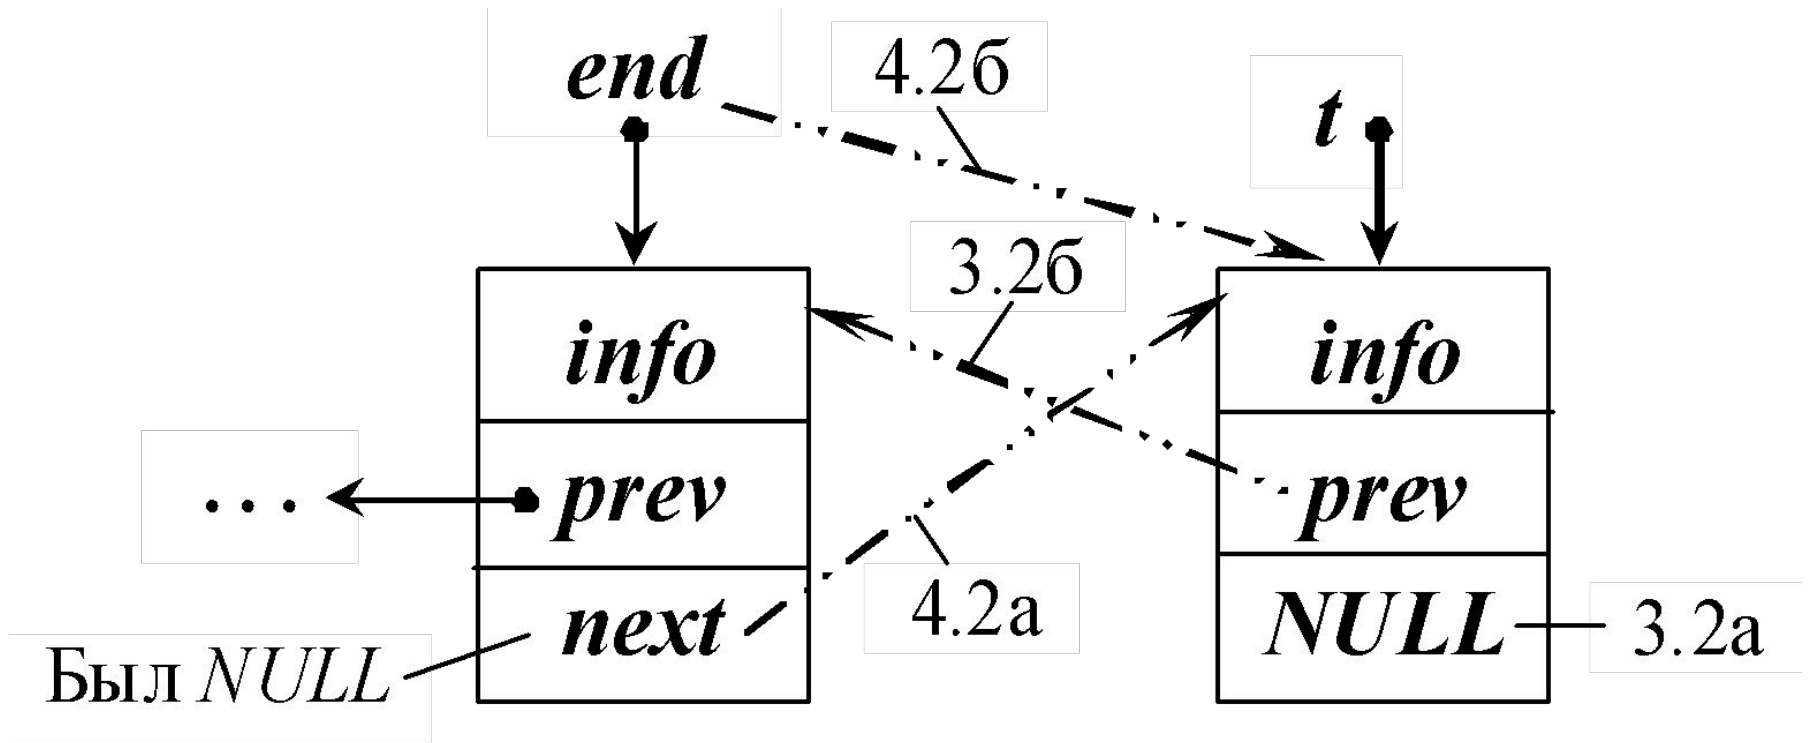 end
4.2б
t
3.2б
info
info
...
prev
prev
4.2а
next
NULL
3.2а
Был NULL